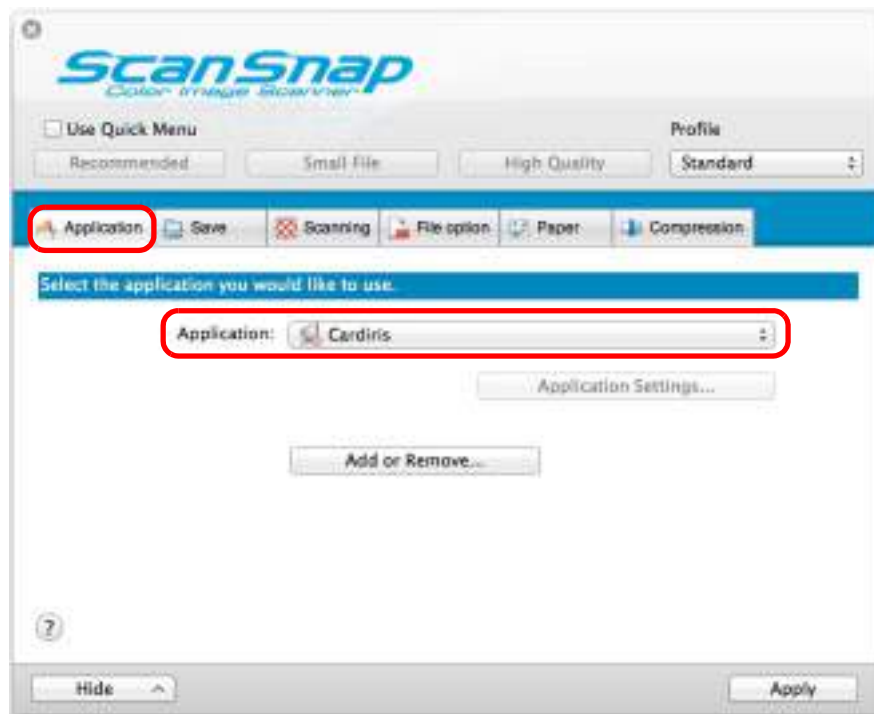 ScanSnap
Color Image Scanner
Use Quick Menu
Profile
Recommended Small File High Quality Standard
Application Save Scanning File option Paper Compression
Select the application you would like to use.
Application: Cardiris
Application Settings...
Add or Remove...
?
Hide Apply